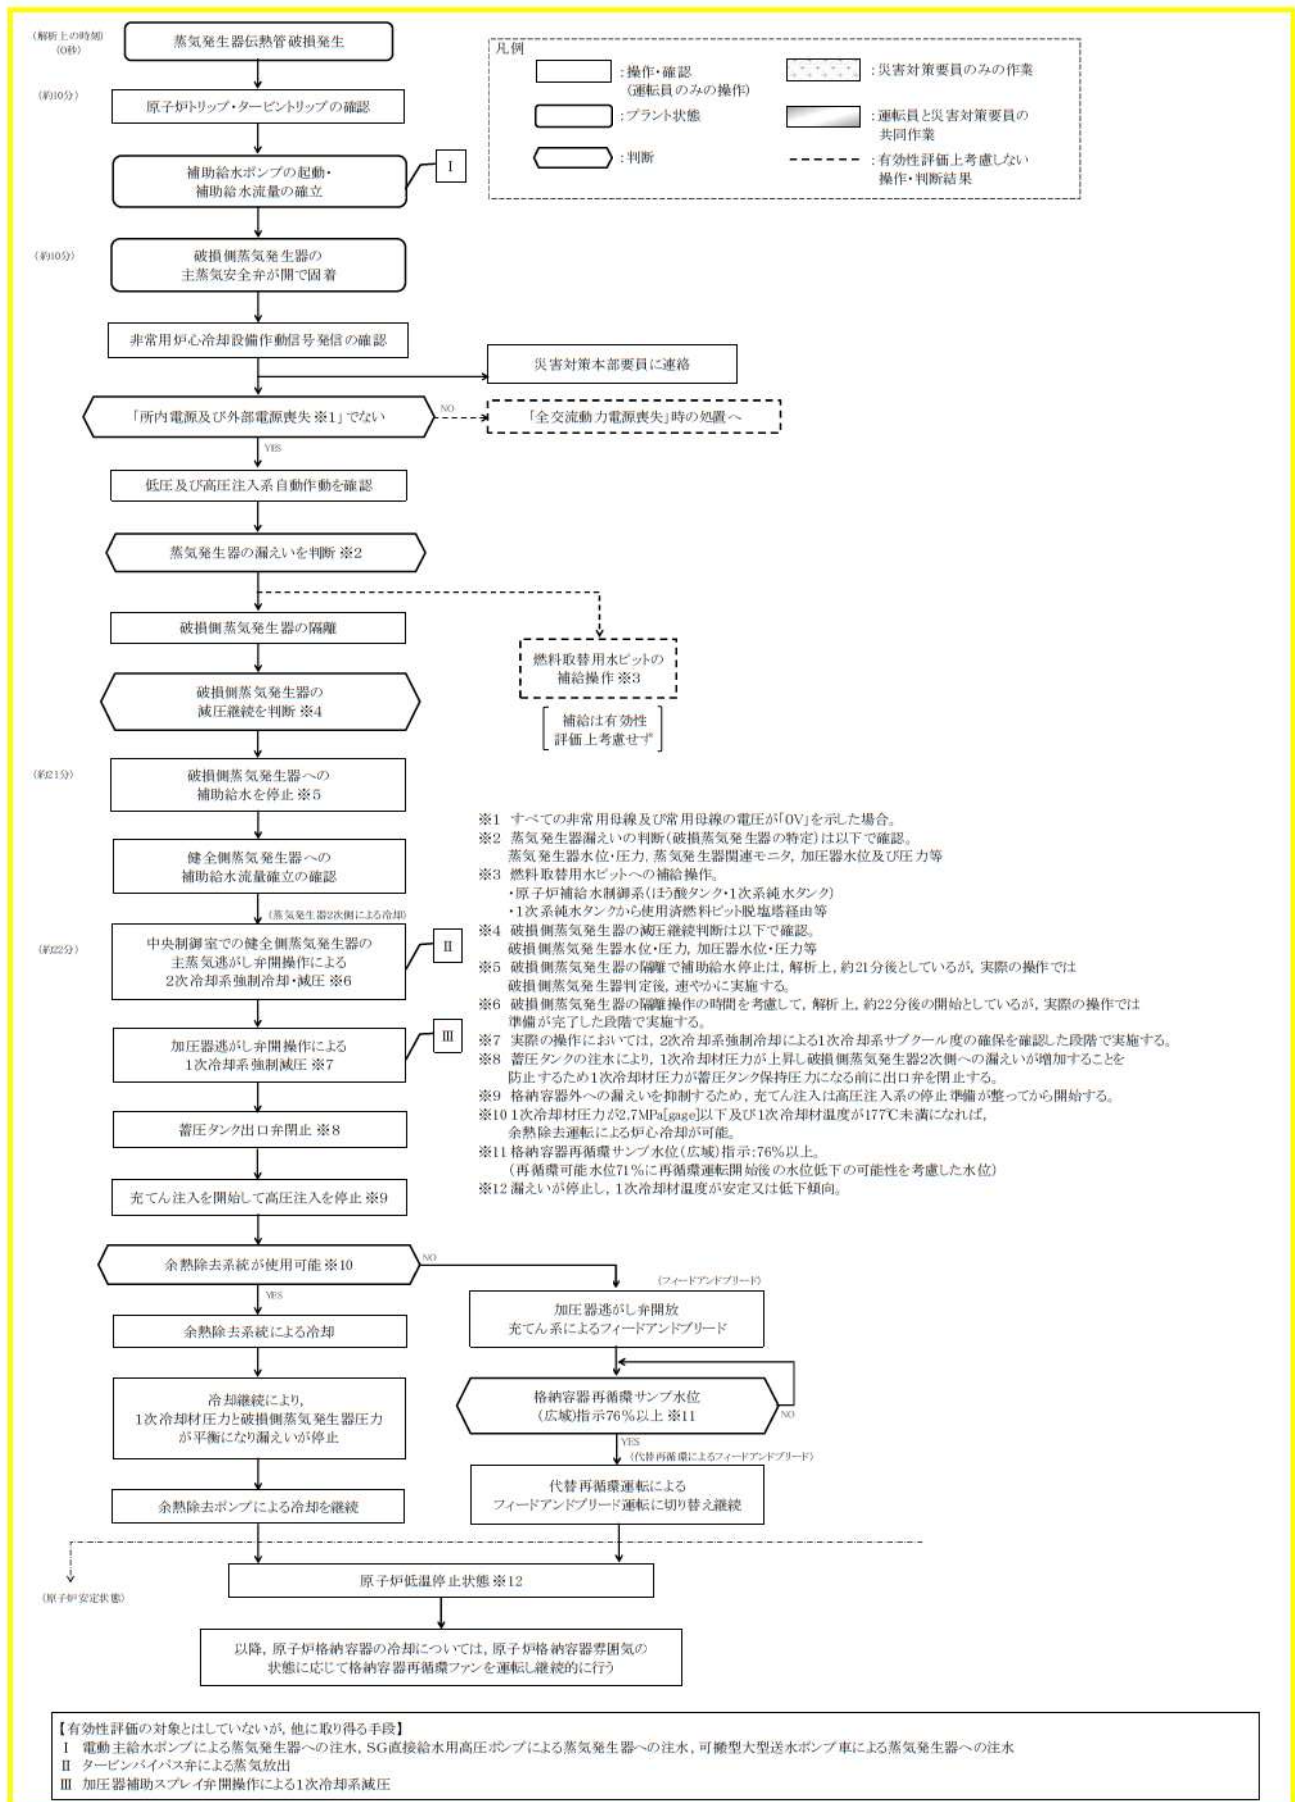 (解析上の時刻)
(0秒)
蒸気発生器伝熱管破損発生
(約10分)
原子炉トリップ・タービントリップの確認
補助給水ポンプの起動・
補助給水流量の確立
I
凡例
:操作・確認
(運転員のみの操作)
:プラント状態
:判断
:災害対策要員のみの作業
:運転員と災害対策要員の
共同作業
:有効性評価上考慮しない
操作・判断結果
(約10分)
破損側蒸気発生器の
主蒸気安全弁が開で固着
非常用炉心冷却設備作動信号発信の確認
災害対策本部要員に連絡
「所内電源及び外部電源喪失※1」でない
NO
「全交流動力電源喪失」時の処置へ
YES
低圧及び高圧注入系自動作動を確認
蒸気発生器の漏えいを判断※2
破損側蒸気発生器の隔離
燃料取替用水ピットの
補給操作※3
補給は有効性
評価上考慮せず
破損側蒸気発生器の
減圧継続を判断※4
(約21分)
破損側蒸気発生器への
補助給水を停止※5
健全側蒸気発生器への
補助給水流量確立の確認
(蒸気発生器2次側による冷却)
(約22分)
中央制御室での健全側蒸気発生器の
主蒸気逃がし弁開操作による
2次冷却系強制冷却・減圧※6
II
加圧器逃がし弁開操作による
1次冷却系強制減圧※7
III
蓄圧タンク出口弁閉止※8
充てん注入を開始して高圧注入を停止※9
※1 すべての非常用母線及び常用母線の電圧が「0V」を示した場合。
※2 蒸気発生器漏えいの判断(破損蒸気発生器の特定)は以下で確認。
蒸気発生器水位・圧力, 蒸気発生器関連モニタ, 加圧器水位及び圧力等
※3 燃料取替用水ピットへの補給操作。
・原子炉補給水制御系(ほう酸タンク・1次系純水タンク)
・1次系純水タンクから使用済燃料ピット脱塩塔経由等
※4 破損側蒸気発生器の減圧継続判断は以下で確認。
破損側蒸気発生器水位・圧力, 加圧器水位・圧力等
※5 破損側蒸気発生器の隔離で補助給水停止は, 解析上, 約21分後としているが, 実際の操作では
破損側蒸気発生器判定後, 速やかに実施する。
※6 破損側蒸気発生器の隔離操作の時間を考慮して, 解析上, 約22分後の開始としているが, 実際の操作では
準備が完了した段階で実施する。
※7 実際の操作においては, 2次冷却系強制冷却による1次冷却系サブクール度の確保を確認した段階で実施する。
※8 蓄圧タンクの注水により, 1次冷却材圧力が上昇し破損側蒸気発生器2次側への漏えいが増加することを
防止するため1次冷却材圧力が蓄圧タンク保持圧力になる前に出口弁を閉止する。
※9 格納容器外への漏えいを抑制するため, 充てん注入は高圧注入系の停止準備が整ってから開始する。
※10 1次冷却材圧力が2.7MPa[gage]以下及び1次冷却材温度が177℃未満になれば,
余熱除去運転による炉心冷却が可能。
※11 格納容器再循環サンプ水位(広域)指示:76%以上。
(再循環可能水位71%に再循環運転開始後の水位低下の可能性を考慮した水位)
※12 漏えいが停止し, 1次冷却材温度が安定又は低下傾向。
余熱除去系統が使用可能※10
NO
YES
(フィードアンドブリード)
加圧器逃がし弁開放
充てん系によるフィードアンドブリード
余熱除去系統による冷却
冷却継続により,
1次冷却材圧力と破損側蒸気発生器圧力
が平衡になり漏えいが停止
格納容器再循環サンプ水位
(広域)指示76%以上※11
NO
YES
(代替再循環によるフィードアンドブリード)
代替再循環運転による
フィードアンドブリード運転に切り替え継続
余熱除去ポンプによる冷却を継続
(原子炉安定状態)
原子炉低温停止状態※12
以降, 原子炉格納容器の冷却については, 原子炉格納容器雰囲気の
状態に応じて格納容器再循環ファンを運転し継続的に行う
【有効性評価の対象とはしていないが, 他に取り得る手段】
I 電動主給水ポンプによる蒸気発生器への注水, SG直接給水用高圧ポンプによる蒸気発生器への注水, 可搬型大型送水ポンプ車による蒸気発生器への注水
II タービンバイパス弁による蒸気放出
III 加圧器補助スプレイ弁開操作による1次冷却系減圧